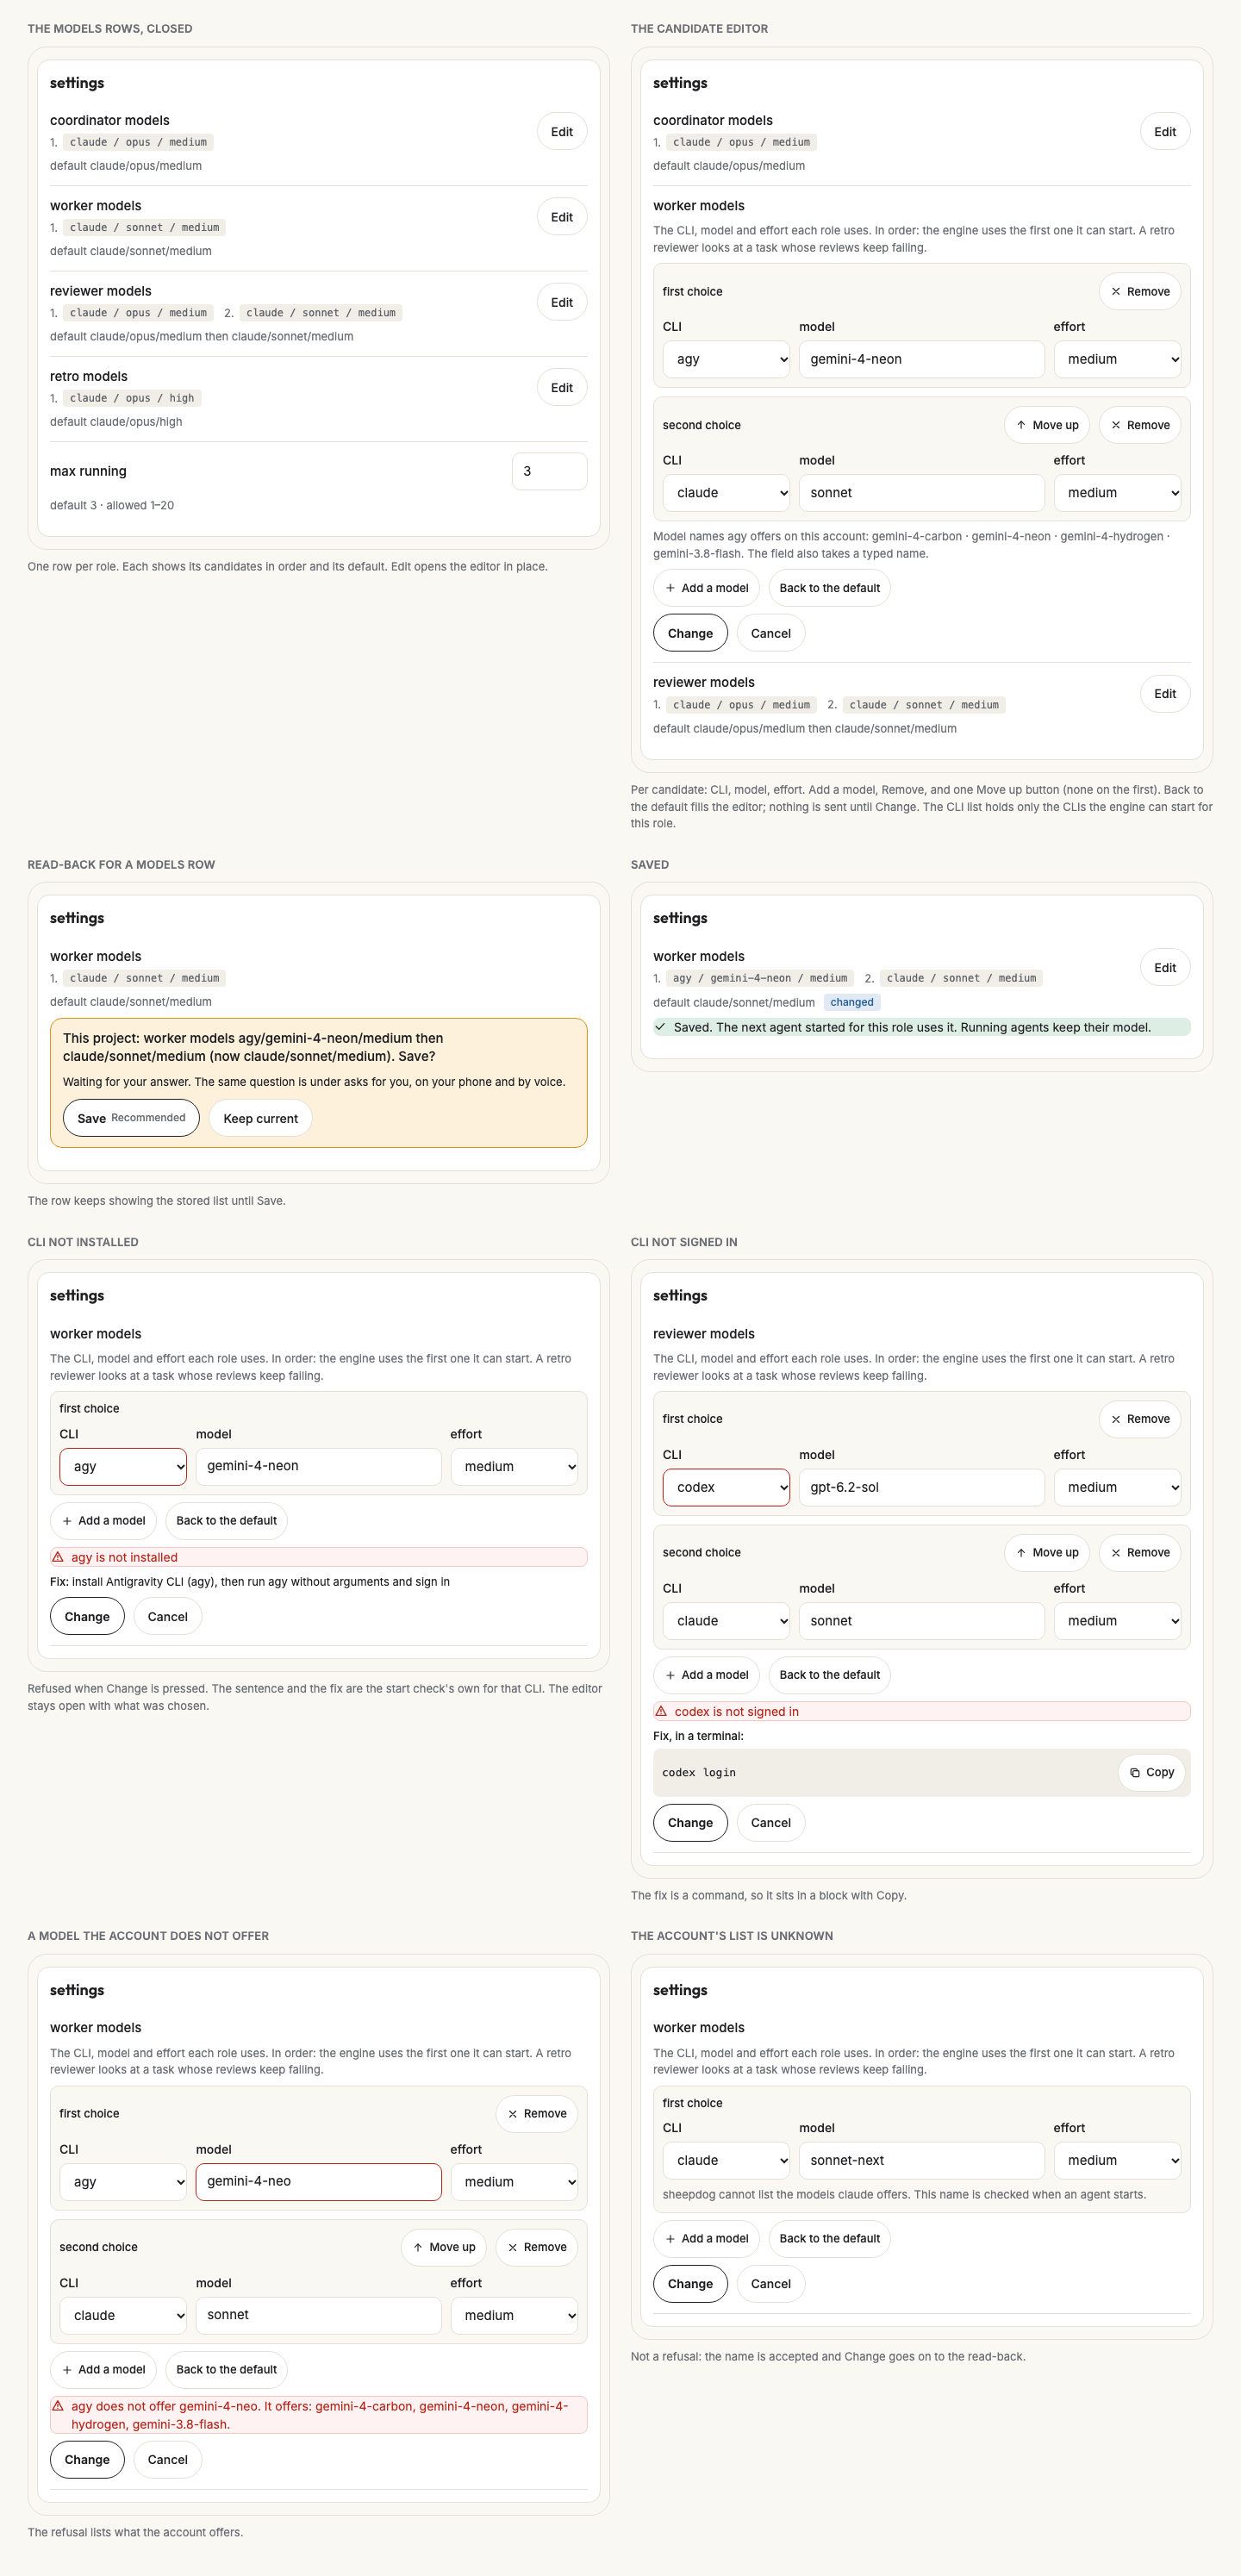 THE MODELS ROWS, CLOSED
settings
coordinator models
Edit
1. claude / opus / medium
default claude/opus/medium
worker models
Edit
1. claude / sonnet / medium
default claude/sonnet/medium
reviewer models
Edit
1. claude / opus / medium 2. claude / sonnet / medium
default claude/opus/medium then claude/sonnet/medium
retro models
Edit
1. claude / opus / high
default claude/opus/high
max running
3
default 3 · allowed 1–20
One row per role. Each shows its candidates in order and its default. Edit opens the editor in place.
THE CANDIDATE EDITOR
settings
coordinator models
Edit
1. claude / opus / medium
default claude/opus/medium
worker models
The CLI, model and effort each role uses. In order: the engine uses the first one it can start. A retro
reviewer looks at a task whose reviews keep failing.
first choice
Remove
CLI model effort
agy gemini-4-neon medium
second choice
Move up Remove
CLI model effort
claude sonnet medium
Model names agy offers on this account: gemini-4-carbon · gemini-4-neon · gemini-4-hydrogen ·
gemini-3.8-flash. The field also takes a typed name.
Add a model Back to the default
Change Cancel
reviewer models
Edit
1. claude / opus / medium 2. claude / sonnet / medium
default claude/opus/medium then claude/sonnet/medium
Per candidate: CLI, model, effort. Add a model, Remove, and one Move up button (none on the first). Back to
the default fills the editor; nothing is sent until Change. The CLI list holds only the CLIs the engine can start for
this role.
READ-BACK FOR A MODELS ROW
settings
worker models
1. claude / sonnet / medium
default claude/sonnet/medium
This project: worker models agy/gemini-4-neon/medium then
claude/sonnet/medium (now claude/sonnet/medium). Save?
Waiting for your answer. The same question is under asks for you, on your phone and by voice.
Save Recommended Keep current
The row keeps showing the stored list until Save.
SAVED
settings
worker models
Edit
1. agy / gemini-4-neon / medium 2. claude / sonnet / medium
default claude/sonnet/medium changed
Saved. The next agent started for this role uses it. Running agents keep their model.
CLI NOT INSTALLED
settings
worker models
The CLI, model and effort each role uses. In order: the engine uses the first one it can start. A retro
reviewer looks at a task whose reviews keep failing.
first choice
CLI model effort
agy gemini-4-neon medium
Add a model Back to the default
agy is not installed
Fix: install Antigravity CLI (agy), then run agy without arguments and sign in
Change Cancel
Refused when Change is pressed. The sentence and the fix are the start check's own for that CLI. The editor
stays open with what was chosen.
CLI NOT SIGNED IN
settings
reviewer models
The CLI, model and effort each role uses. In order: the engine uses the first one it can start. A retro
reviewer looks at a task whose reviews keep failing.
first choice
Remove
CLI model effort
codex gpt-6.2-sol medium
second choice
Move up Remove
CLI model effort
claude sonnet medium
Add a model Back to the default
codex is not signed in
Fix, in a terminal:
codex login
Copy
Change Cancel
The fix is a command, so it sits in a block with Copy.
A MODEL THE ACCOUNT DOES NOT OFFER
settings
worker models
The CLI, model and effort each role uses. In order: the engine uses the first one it can start. A retro
reviewer looks at a task whose reviews keep failing.
first choice
Remove
CLI model effort
agy gemini-4-neo medium
second choice
Move up Remove
CLI model effort
claude sonnet medium
Add a model Back to the default
agy does not offer gemini-4-neo. It offers: gemini-4-carbon, gemini-4-neon, gemini-4-
hydrogen, gemini-3.8-flash.
Change Cancel
The refusal lists what the account offers.
THE ACCOUNT'S LIST IS UNKNOWN
settings
worker models
The CLI, model and effort each role uses. In order: the engine uses the first one it can start. A retro
reviewer looks at a task whose reviews keep failing.
first choice
CLI model effort
claude sonnet-next medium
sheepdog cannot list the models claude offers. This name is checked when an agent starts.
Add a model Back to the default
Change Cancel
Not a refusal: the name is accepted and Change goes on to the read-back.